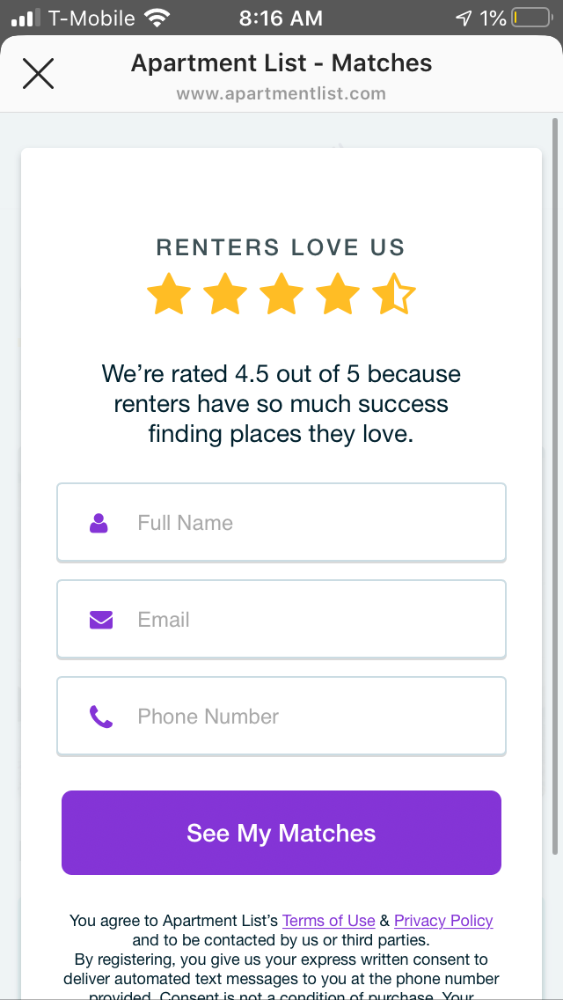 T-Mobile 8:16 AM 1%
Apartment List - Matches
www.apartmentlist.com
RENTERS LOVE US
We’re rated 4.5 out of 5 because
renters have so much success
finding places they love.
Full Name
Email
Phone Number
See My Matches
You agree to Apartment List’s Terms of Use & Privacy Policy
and to be contacted by us or third parties.
By registering, you give us your express written consent to
deliver automated text messages to you at the phone number
provided. Consent is not a condition of purchase. Your